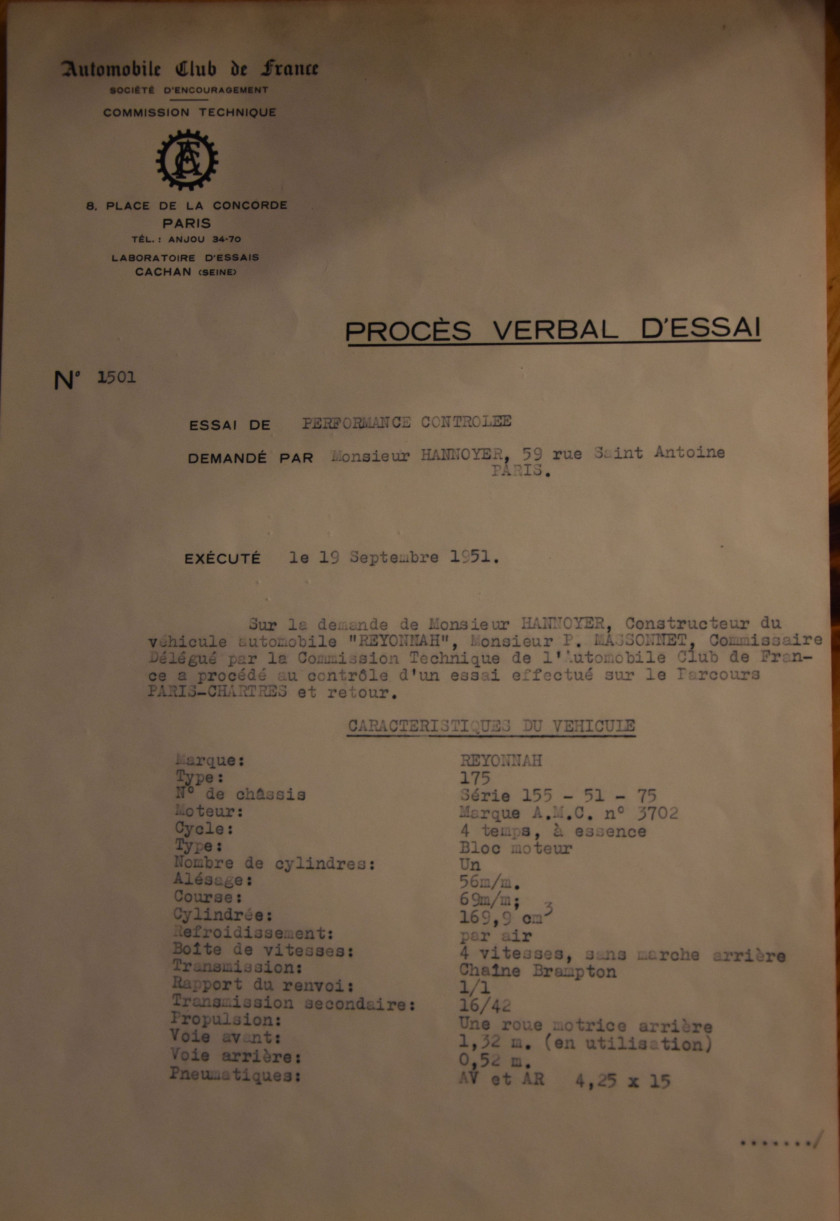 Automobile Club de France
SOCIÉTÉ D'ENCOURAGEMENT
COMMISSION TECHNIQUE
ACF
8, PLACE DE LA CONCORDE
PARIS
TÉL. : ANJOU 34-70
LABORATOIRE D'ESSAIS
CACHAN (SEINE)
PROCÈS VERBAL D'ESSAI
N° 1501
ESSAI DE PERFORMANCE CONTROLEE
DEMANDÉ PAR Monsieur HANNOYER, 59 rue Saint Antoine
PARIS.
EXÉCUTÉ le 19 Septembre 1951.
Sur la demande de Monsieur HANNOYER, Constructeur du
véhicule automobile "REYONNAH", Monsieur P. MASSONNET, Commissaire
Délégué par la Commission Technique de l'Automobile Club de Fran-
ce a procédé au contrôle d'un essai effectué sur le Parcours
PARIS-CHARTRES et retour.
CARACTERISTIQUES DU VEHICULE
Marque: REYONNAH
Type: 175
N° de châssis Série 155 - 51 - 75
Moteur: Marque A.M.C. n° 3702
Cycle: 4 temps, à essence
Type: Bloc moteur
Nombre de cylindres: Un
Alésage: 56m/m.
Course: 69m/m;
Cylindrée: 169,9 cm3
Refroidissement: par air
Boîte de vitesses: 4 vitesses, sans marche arrière
Transmission: Chaîne Brampton
Rapport du renvoi: 1/1
Transmission secondaire: 16/42
Propulsion: Une roue motrice arrière
Voie avant: 1,32 m. (en utilisation)
Voie arrière: 0,52 m.
Pneumatiques: AV et AR 4,25 x 15
......./